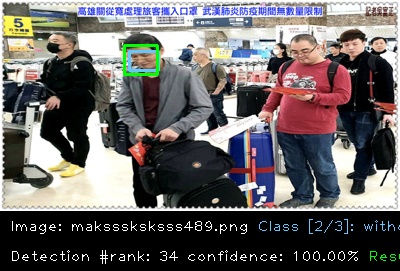 高雄關從寬處理旅客攜入口罩 武漢肺炎防疫期間無數量限制
5
Image: maksssksksss489.png Class [2/3]: witho
Detection #rank: 34 confidence: 100.00% Res